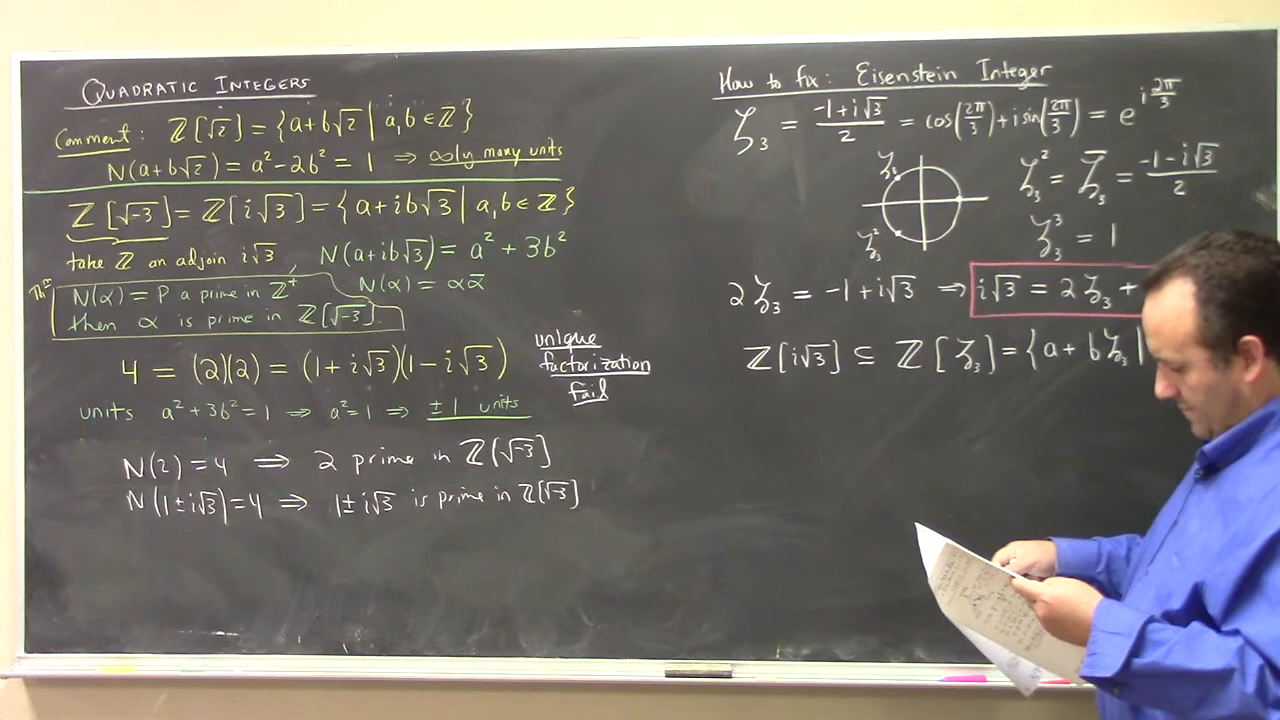 QUADRATIC INTEGERS
Comment: ℤ[√2] = {a+b√2 | a,b ∈ ℤ}
N(a+b√2) = a² - 2b² = 1 ⇒ ∞ly many units
ℤ[√-3] = ℤ[i√3] = {a+ib√3 | a,b ∈ ℤ}
take ℤ an adjoin i√3, N(a+ib√3) = a² + 3b²
Thm N(α) = P a prime in ℤ⁺ N(α) = αᾱ
then α is prime in ℤ[√-3].
4 = (2)(2) = (1+i√3)(1-i√3)
unique
factorization
fail
units a²+3b²=1 ⇒ a²=1 ⇒ ±1 units
N(2)=4 ⇒ 2 prime in ℤ[√-3]
N(1±i√3)=4 ⇒ 1±i√3 is prime in ℤ[√-3]
How to fix: Eisenstein Integer
ζ₃ = (-1+i√3)/2 = cos(2π/3)+i sin(2π/3) = e^(i2π/3)
ζ₃
ζ₃²
ζ₃² = ζ̄₃ = (-1-i√3)/2
ζ₃³ = 1
2ζ₃ = -1+i√3 ⇒ i√3 = 2ζ₃ +
ℤ[i√3] ⊆ ℤ[ζ₃] = {a+bζ₃ |